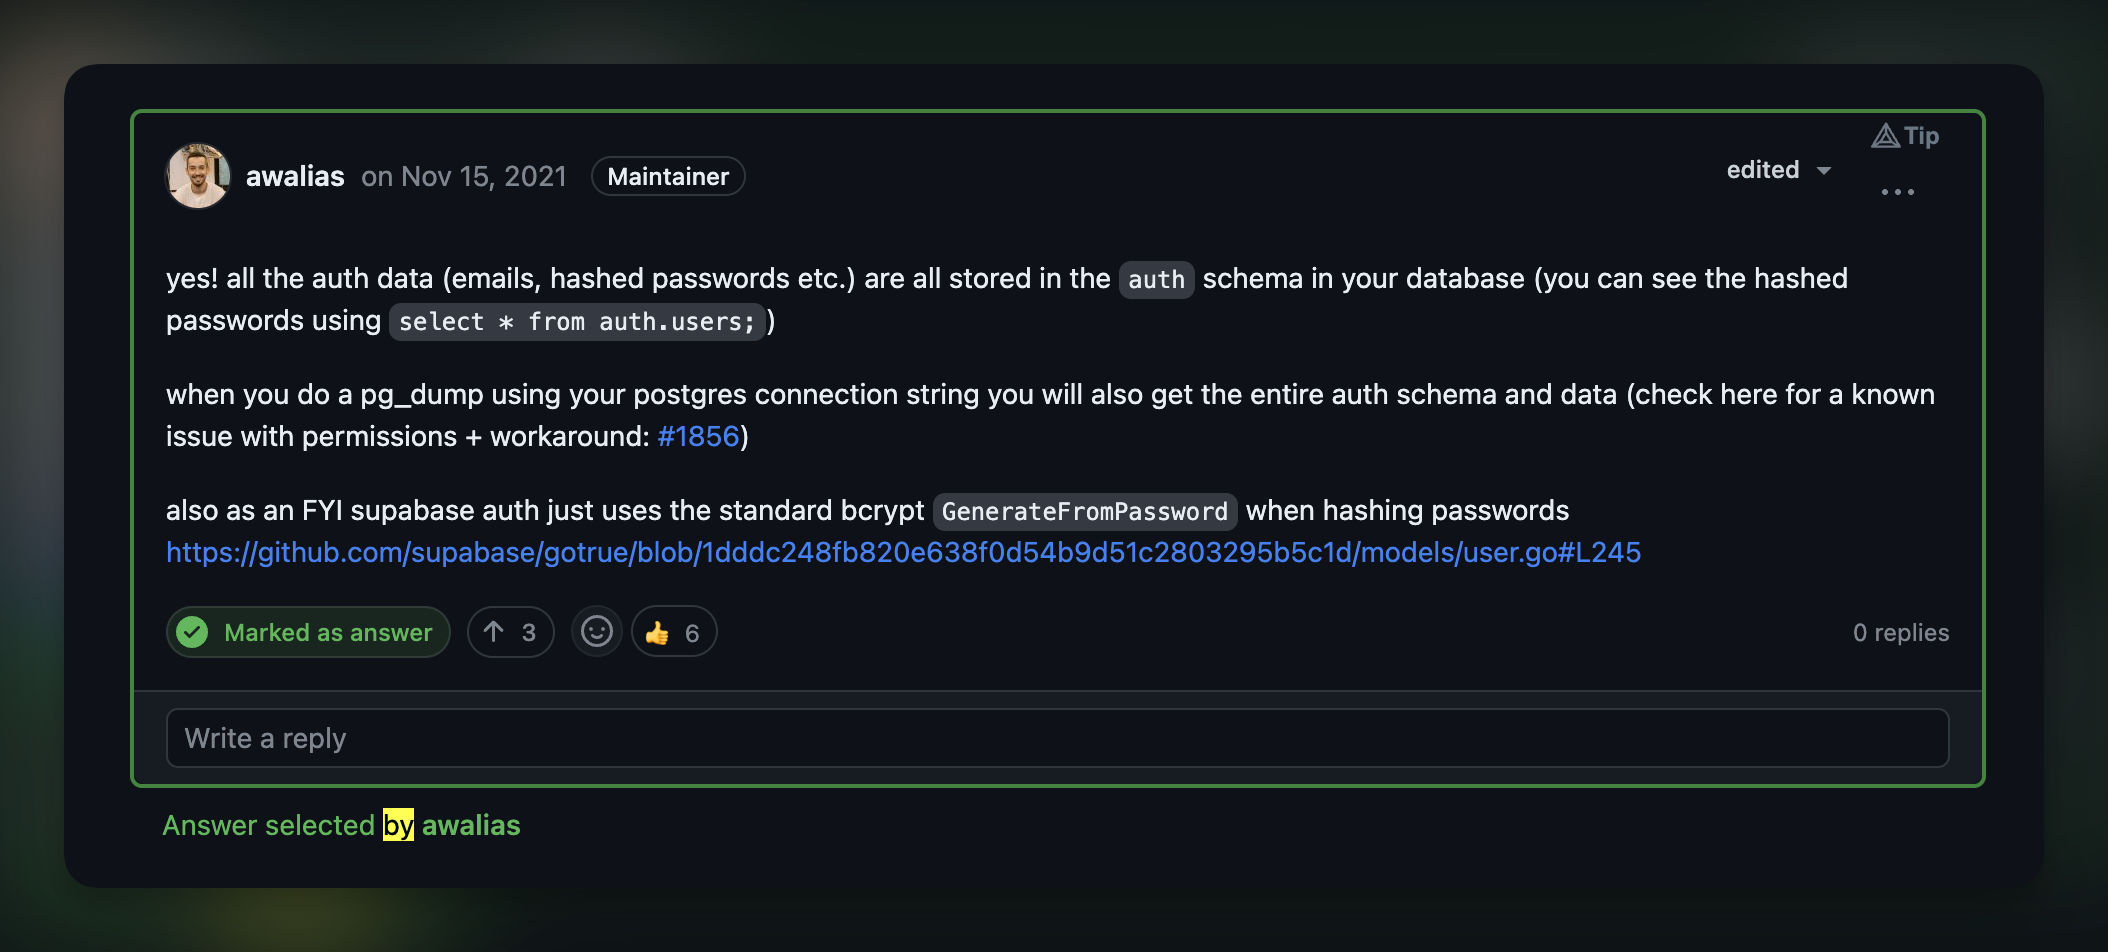 awalias on Nov 15, 2021 Maintainer edited Tip
yes! all the auth data (emails, hashed passwords etc.) are all stored in the auth schema in your database (you can see the hashed
passwords using select * from auth.users; )
when you do a pg_dump using your postgres connection string you will also get the entire auth schema and data (check here for a known
issue with permissions + workaround: #1856)
also as an FYI supabase auth just uses the standard bcrypt GenerateFromPassword when hashing passwords
https://github.com/supabase/gotrue/blob/1dddc248fb820e638f0d54b9d51c2803295b5c1d/models/user.go#L245
Marked as answer ↑ 3 👍 6 0 replies
Write a reply
Answer selected by awalias